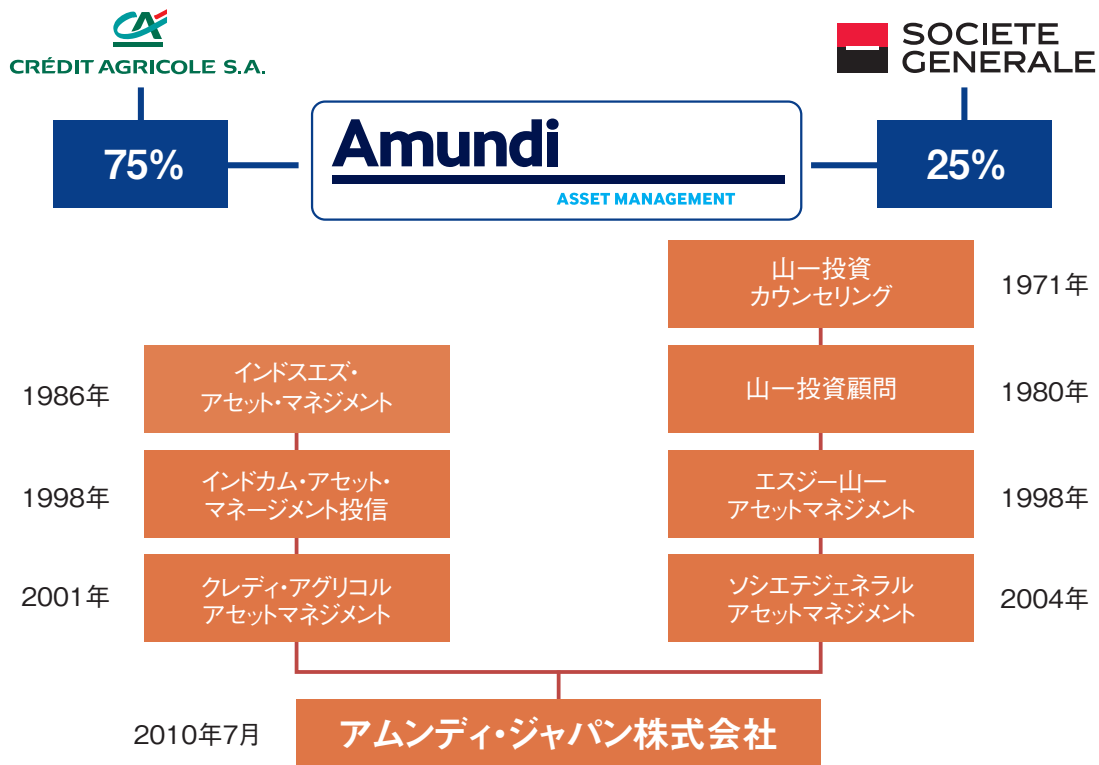 CRÉDIT AGRICOLE S.A.
SOCIETE
GENERALE
75%
Amundi
ASSET MANAGEMENT
25%
山一投資
カウンセリング
1971年
1986年
インドスエズ・
アセット・マネジメント
山一投資顧問
1980年
1998年
インドカム・アセット・
マネージメント投信
エスジー山一
アセットマネジメント
1998年
2001年
クレディ・アグリコル
アセットマネジメント
ソシエテジェネラル
アセットマネジメント
2004年
2010年7月
アムンディ・ジャパン株式会社